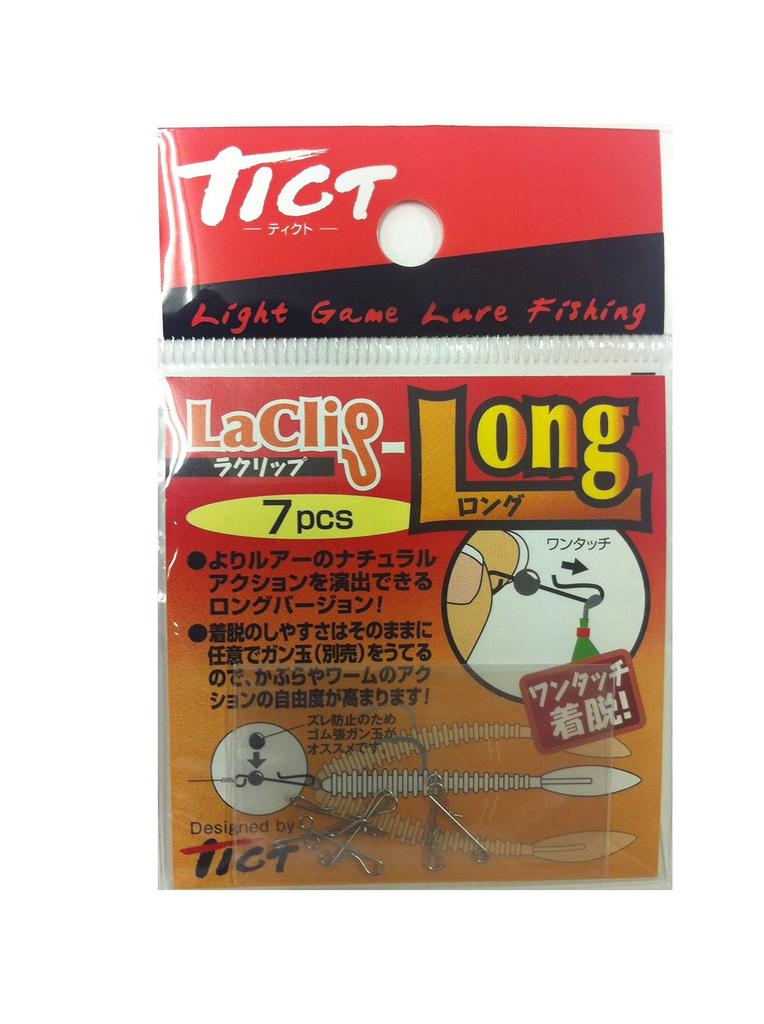 TICT
ティクト
Light Game Lure Fishing
LaClip-Long
ラクリップ
ロング
7pcs
●よりルアーのナチュラル
アクションを演出できる
ロングバージョン!
●着脱のしやすさはそのままに
任意でガン玉(別売)をうてる
ので、かぶらやワームのアク
ションの自由度が高まります!
ワンタッチ
ワンタッチ
着脱!
ズレ防止のため
ゴム張ガン玉が
オススメです。
Designed by
TICT